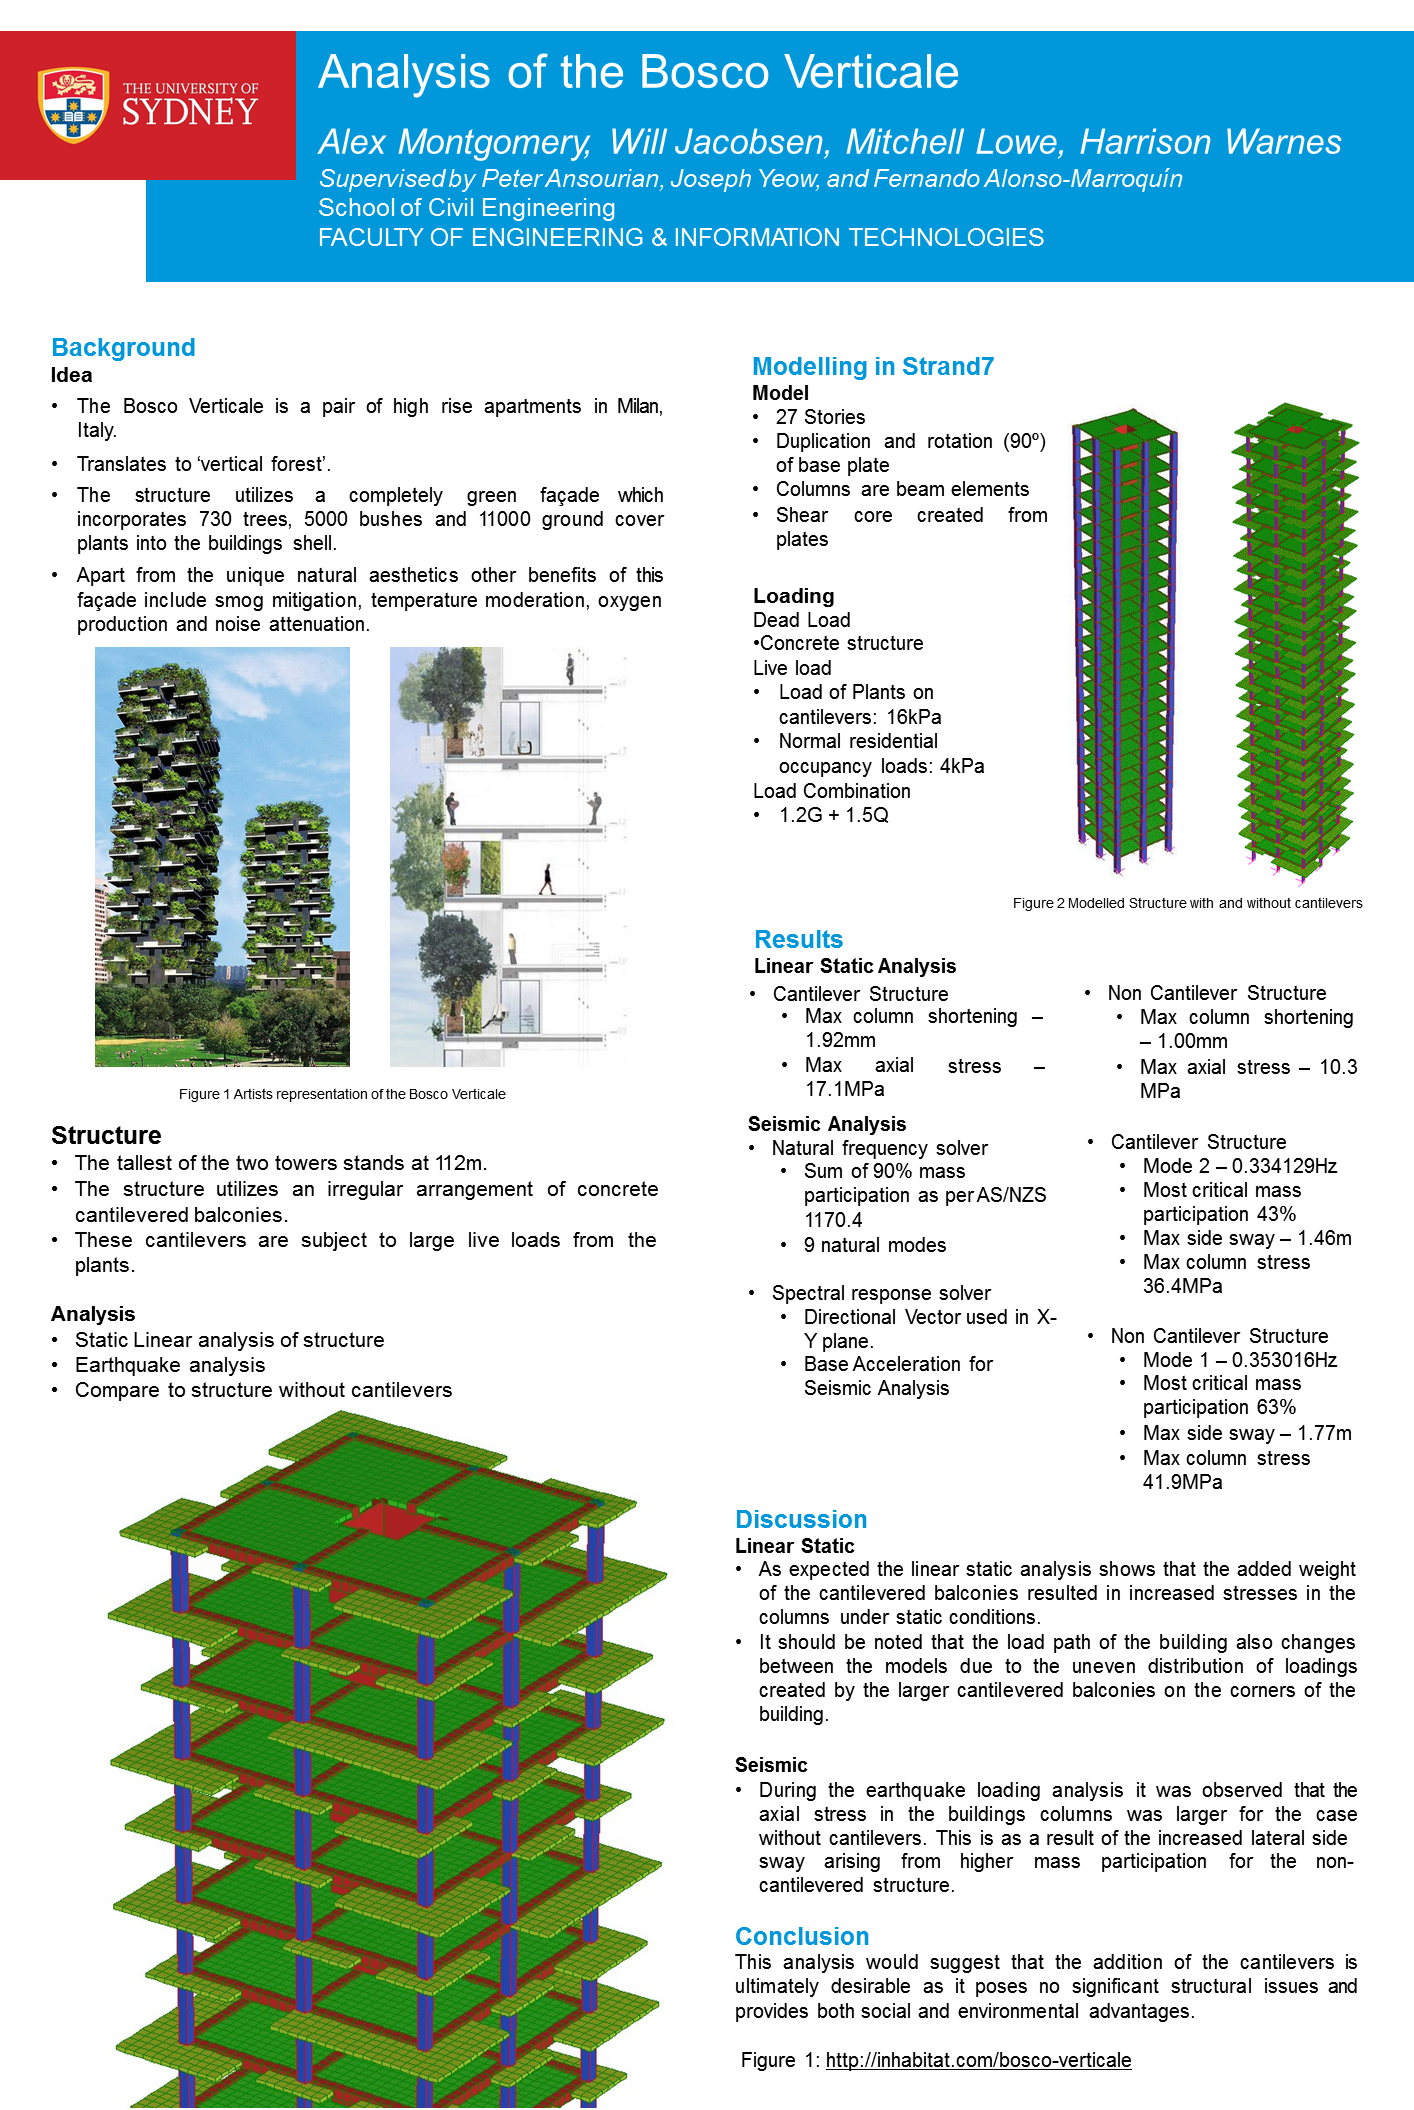 THE UNIVERSITY OF
SYDNEY
Analysis of the Bosco Verticale
Alex Montgomery, Will Jacobsen, Mitchell Lowe, Harrison Warnes
Supervised by Peter Ansourian, Joseph Yeow, and Fernando Alonso-Marroquín
School of Civil Engineering
FACULTY OF ENGINEERING & INFORMATION TECHNOLOGIES
Background
Idea
• The Bosco Verticale is a pair of high rise apartments in Milan,
Italy.
• Translates to ‘vertical forest’.
• The structure utilizes a completely green façade which
incorporates 730 trees, 5000 bushes and 11000 ground cover
plants into the buildings shell.
• Apart from the unique natural aesthetics other benefits of this
façade include smog mitigation, temperature moderation, oxygen
production and noise attenuation.
Figure 1 Artists representation of the Bosco Verticale
Structure
• The tallest of the two towers stands at 112m.
• The structure utilizes an irregular arrangement of concrete
cantilevered balconies.
• These cantilevers are subject to large live loads from the
plants.
Analysis
• Static Linear analysis of structure
• Earthquake analysis
• Compare to structure without cantilevers
Modelling in Strand7
Model
• 27 Stories
• Duplication and rotation (90º)
of base plate
• Columns are beam elements
• Shear core created from
plates
Loading
Dead Load
•Concrete structure
Live load
• Load of Plants on
cantilevers: 16kPa
• Normal residential
occupancy loads: 4kPa
Load Combination
• 1.2G + 1.5Q
Figure 2 Modelled Structure with and without cantilevers
Results
Linear Static Analysis
• Cantilever Structure
• Max column shortening –
1.92mm
• Max axial stress –
17.1MPa
• Non Cantilever Structure
• Max column shortening
– 1.00mm
• Max axial stress – 10.3
MPa
Seismic Analysis
• Natural frequency solver
• Sum of 90% mass
participation as per AS/NZS
1170.4
• 9 natural modes
• Spectral response solver
• Directional Vector used in X-
Y plane.
• Base Acceleration for
Seismic Analysis
• Cantilever Structure
• Mode 2 – 0.334129Hz
• Most critical mass
participation 43%
• Max side sway – 1.46m
• Max column stress
36.4MPa
• Non Cantilever Structure
• Mode 1 – 0.353016Hz
• Most critical mass
participation 63%
• Max side sway – 1.77m
• Max column stress
41.9MPa
Discussion
Linear Static
• As expected the linear static analysis shows that the added weight
of the cantilevered balconies resulted in increased stresses in the
columns under static conditions.
• It should be noted that the load path of the building also changes
between the models due to the uneven distribution of loadings
created by the larger cantilevered balconies on the corners of the
building.
Seismic
• During the earthquake loading analysis it was observed that the
axial stress in the buildings columns was larger for the case
without cantilevers. This is as a result of the increased lateral side
sway arising from higher mass participation for the non-
cantilevered structure.
Conclusion
This analysis would suggest that the addition of the cantilevers is
ultimately desirable as it poses no significant structural issues and
provides both social and environmental advantages.
Figure 1: http://inhabitat.com/bosco-verticale